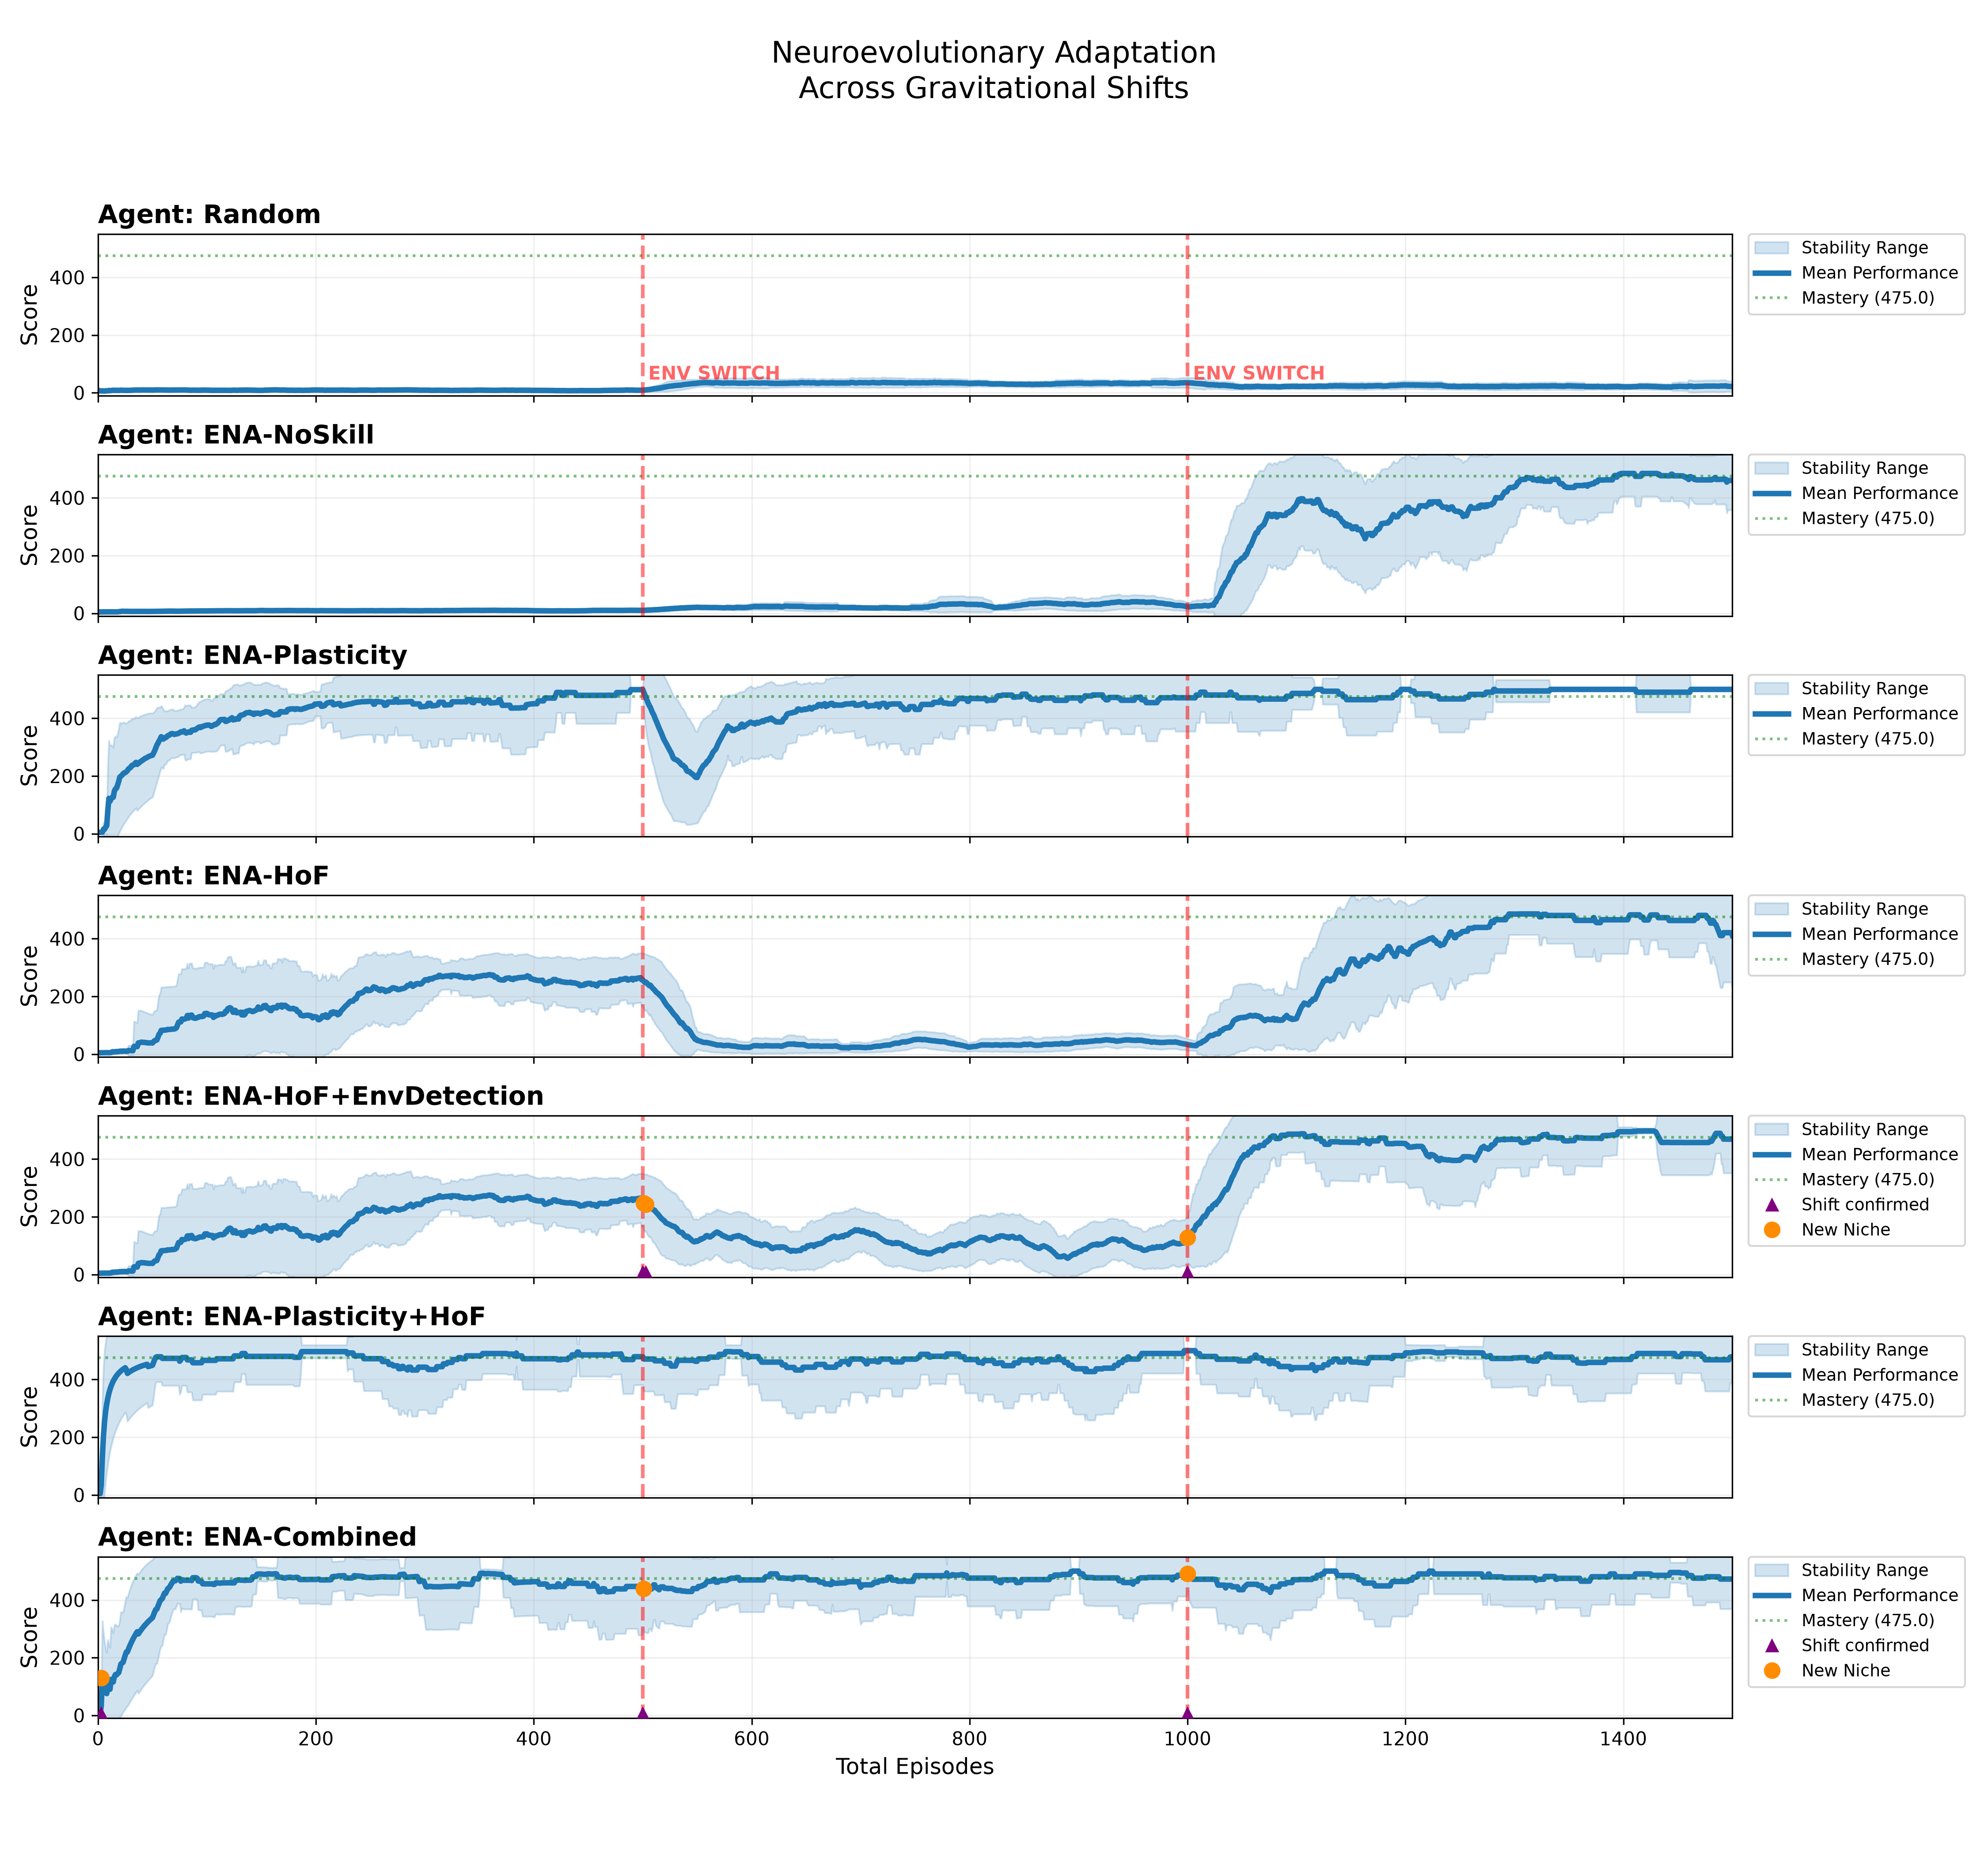 Neuroevolutionary Adaptation
Across Gravitational Shifts
Agent: Random
Score
400
200
0
ENV SWITCH
ENV SWITCH
Stability Range
Mean Performance
Mastery (475.0)
Agent: ENA-NoSkill
Score
400
200
0
Stability Range
Mean Performance
Mastery (475.0)
Agent: ENA-Plasticity
Score
400
200
0
Stability Range
Mean Performance
Mastery (475.0)
Agent: ENA-HoF
Score
400
200
0
Stability Range
Mean Performance
Mastery (475.0)
Agent: ENA-HoF+EnvDetection
Score
400
200
0
Stability Range
Mean Performance
Mastery (475.0)
Shift confirmed
New Niche
Agent: ENA-Plasticity+HoF
Score
400
200
0
Stability Range
Mean Performance
Mastery (475.0)
Agent: ENA-Combined
Score
400
200
0
Stability Range
Mean Performance
Mastery (475.0)
Shift confirmed
New Niche
0 200 400 600 800 1000 1200 1400
Total Episodes